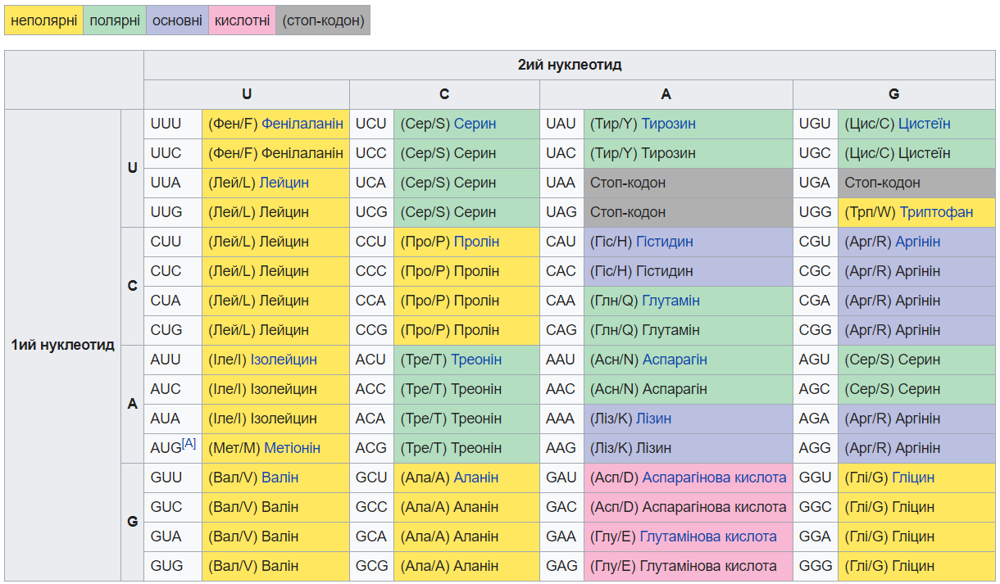 неполярні полярні основні кислотні (стоп-кодон)
2ий нуклеотид
U C A G
1ий нуклеотид
U
UUU (Фен/F) Фенілаланін UCU (Сер/S) Серин UAU (Тир/Y) Тирозин UGU (Цис/C) Цистеїн
UUC (Фен/F) Фенілаланін UCC (Сер/S) Серин UAC (Тир/Y) Тирозин UGC (Цис/C) Цистеїн
UUA (Лей/L) Лейцин UCA (Сер/S) Серин UAA Стоп-кодон UGA Стоп-кодон
UUG (Лей/L) Лейцин UCG (Сер/S) Серин UAG Стоп-кодон UGG (Трп/W) Триптофан
C
CUU (Лей/L) Лейцин CCU (Про/P) Пролін CAU (Гіс/H) Гістидин CGU (Арг/R) Аргінін
CUC (Лей/L) Лейцин CCC (Про/P) Пролін CAC (Гіс/H) Гістидин CGC (Арг/R) Аргінін
CUA (Лей/L) Лейцин CCA (Про/P) Пролін CAA (Глн/Q) Глутамін CGA (Арг/R) Аргінін
CUG (Лей/L) Лейцин CCG (Про/P) Пролін CAG (Глн/Q) Глутамін CGG (Арг/R) Аргінін
A
AUU (Іле/I) Ізолейцин ACU (Тре/T) Треонін AAU (Асн/N) Аспарагін AGU (Сер/S) Серин
AUC (Іле/I) Ізолейцин ACC (Тре/T) Треонін AAC (Асн/N) Аспарагін AGC (Сер/S) Серин
AUA (Іле/I) Ізолейцин ACA (Тре/T) Треонін AAA (Ліз/K) Лізин AGA (Арг/R) Аргінін
AUG[A] (Мет/M) Метіонін ACG (Тре/T) Треонін AAG (Ліз/K) Лізин AGG (Арг/R) Аргінін
G
GUU (Вал/V) Валін GCU (Ала/A) Аланін GAU (Асп/D) Аспарагінова кислота GGU (Глі/G) Гліцин
GUC (Вал/V) Валін GCC (Ала/A) Аланін GAC (Асп/D) Аспарагінова кислота GGC (Глі/G) Гліцин
GUA (Вал/V) Валін GCA (Ала/A) Аланін GAA (Глу/E) Глутамінова кислота GGA (Глі/G) Гліцин
GUG (Вал/V) Валін GCG (Ала/A) Аланін GAG (Глу/E) Глутамінова кислота GGG (Глі/G) Гліцин